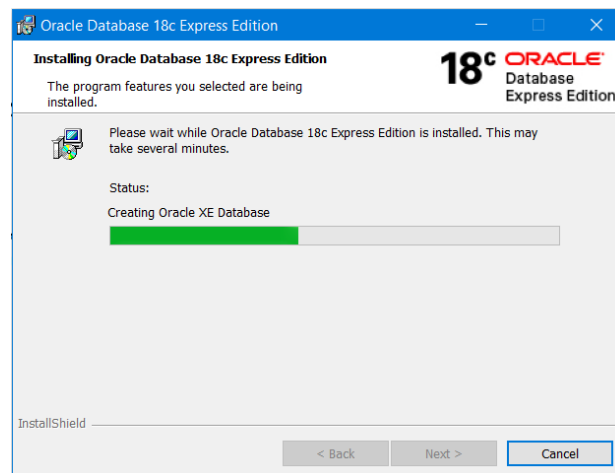 Oracle Database 18c Express Edition
Installing Oracle Database 18c Express Edition
The program features you selected are being
installed.
18c ORACLE
Database
Express Edition
Please wait while Oracle Database 18c Express Edition is installed. This may
take several minutes.
Status:
Creating Oracle XE Database
InstallShield
< Back
Next >
Cancel